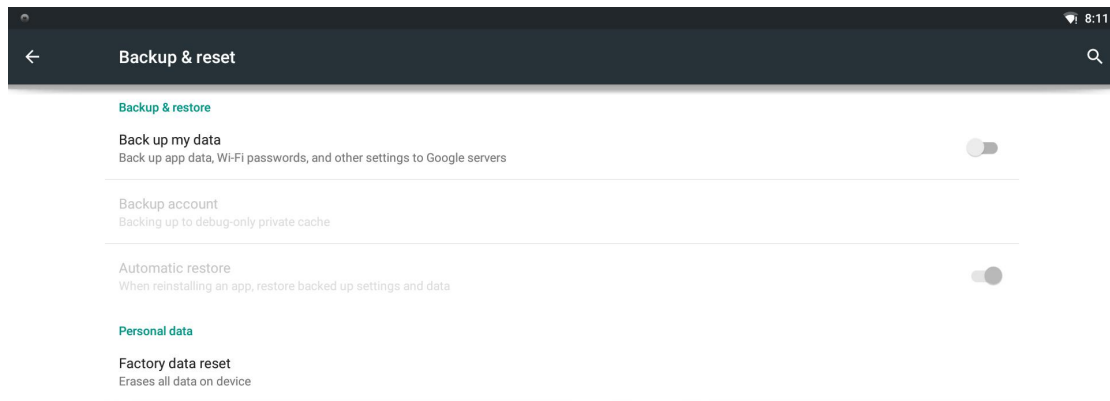 8:11
Backup & reset
Backup & restore
Back up my data
Back up app data, Wi-Fi passwords, and other settings to Google servers
Backup account
Backing up to debug-only private cache
Automatic restore
When reinstalling an app, restore backed up settings and data
Personal data
Factory data reset
Erases all data on device